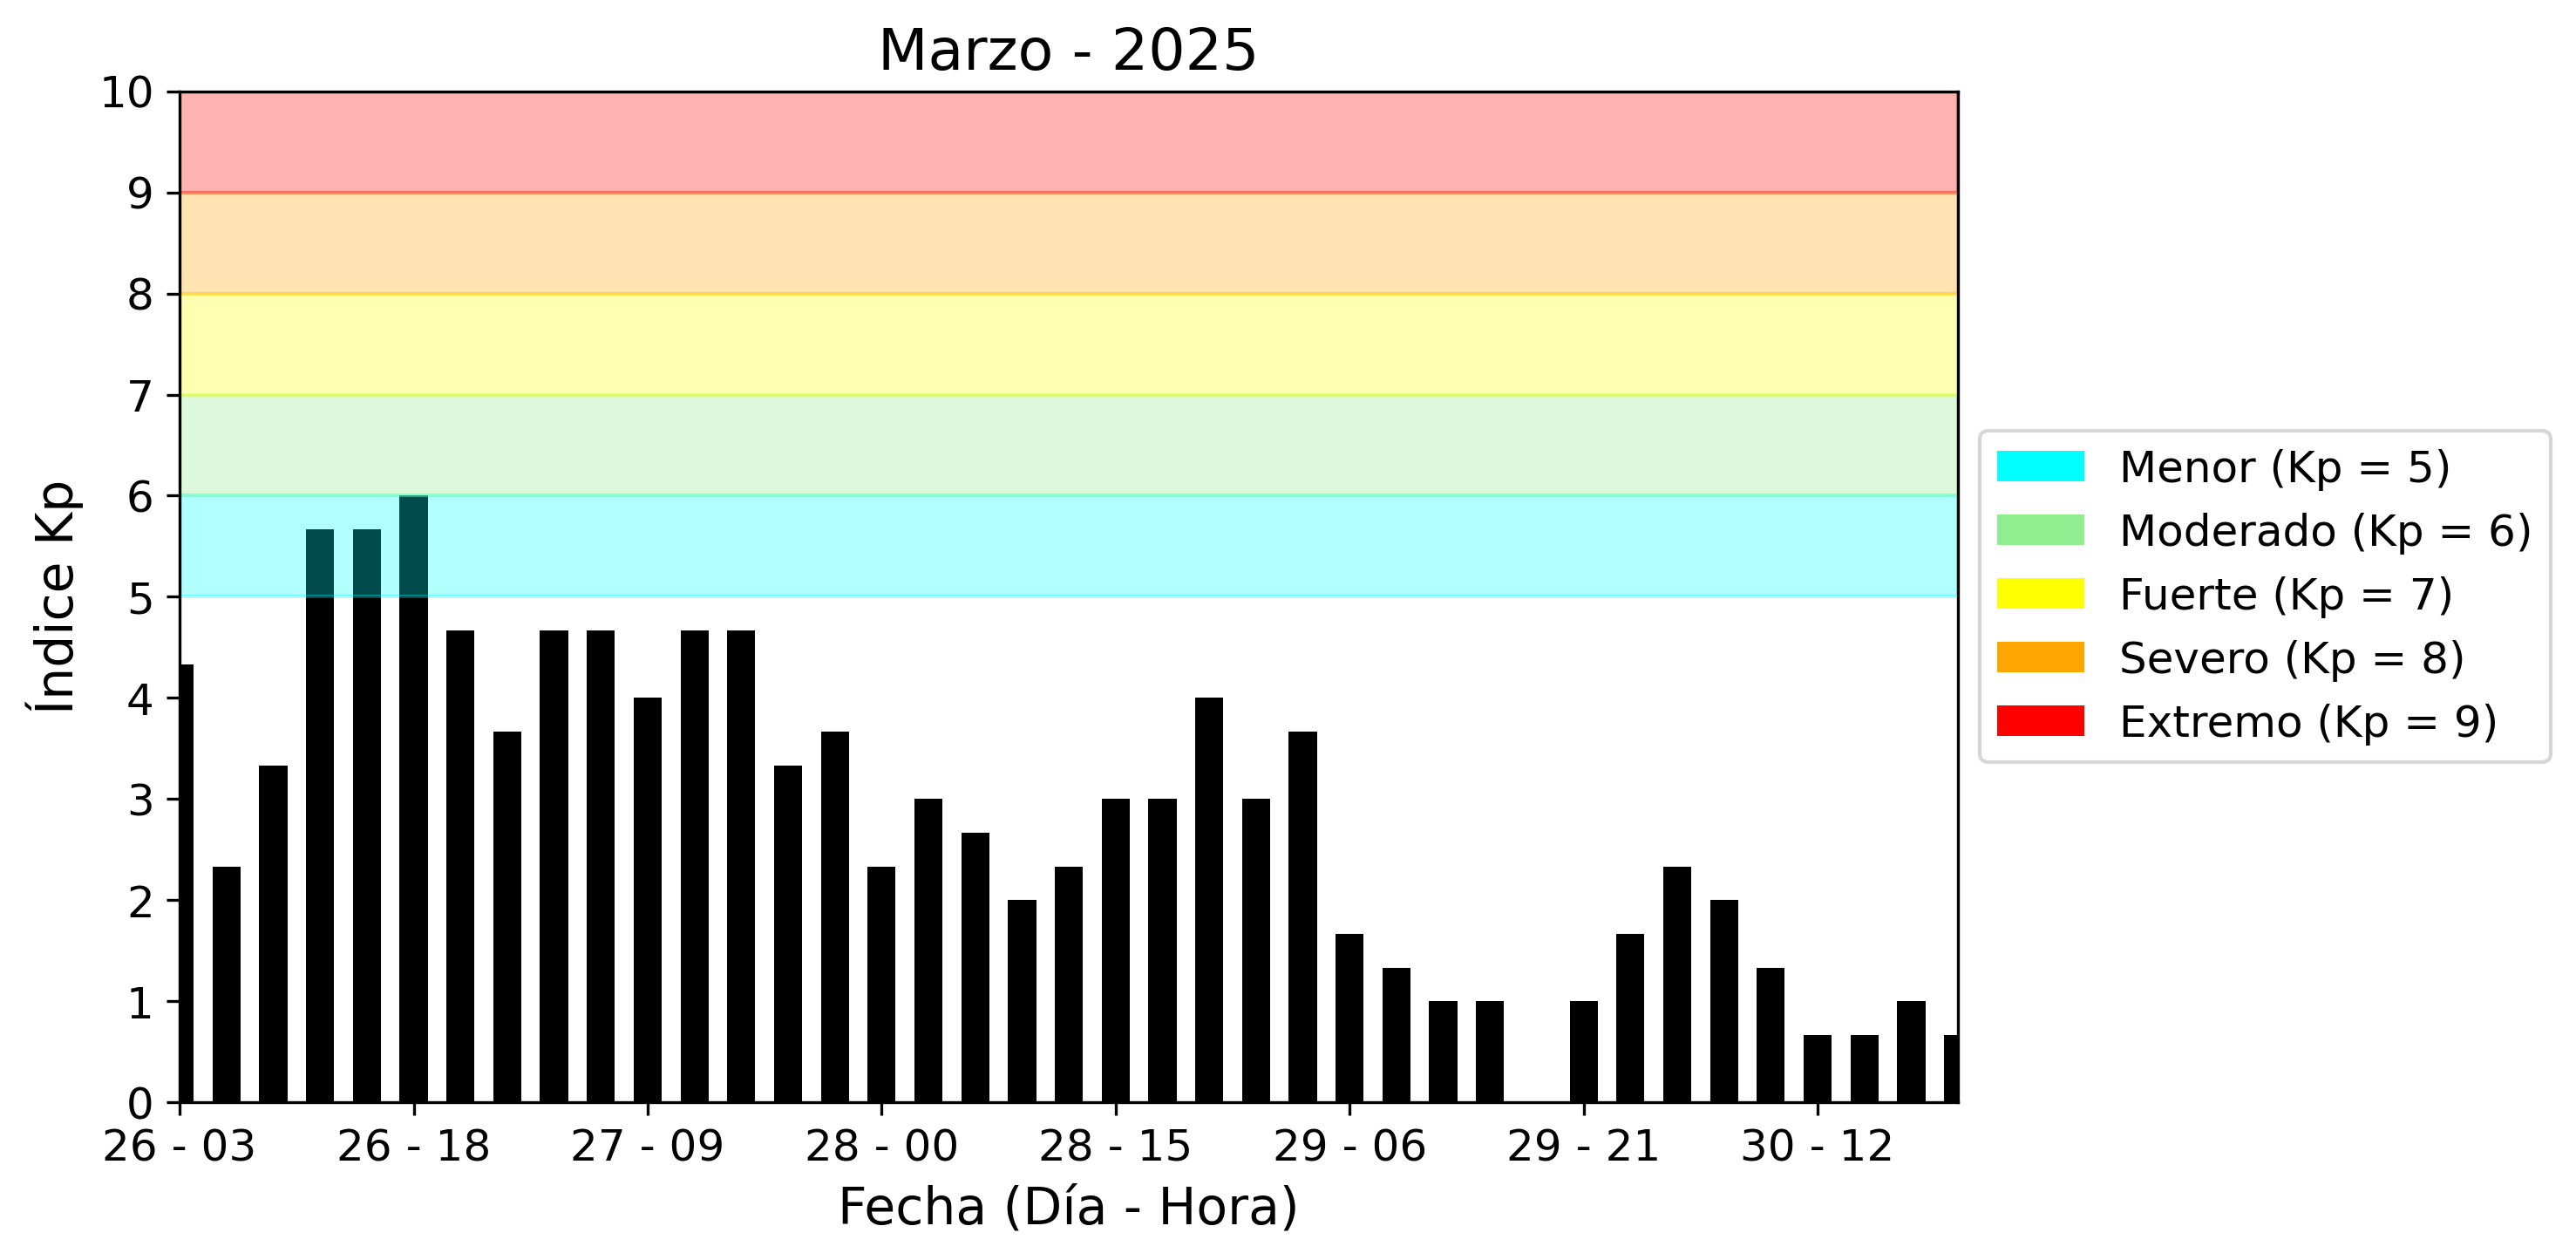 Marzo - 2025
10
9
8
7
6
5
4
3
2
1
0
Índice Kp
26 - 03
26 - 18
27 - 09
28 - 00
28 - 15
29 - 06
29 - 21
30 - 12
Fecha (Día - Hora)
Menor (Kp = 5)
Moderado (Kp = 6)
Fuerte (Kp = 7)
Severo (Kp = 8)
Extremo (Kp = 9)